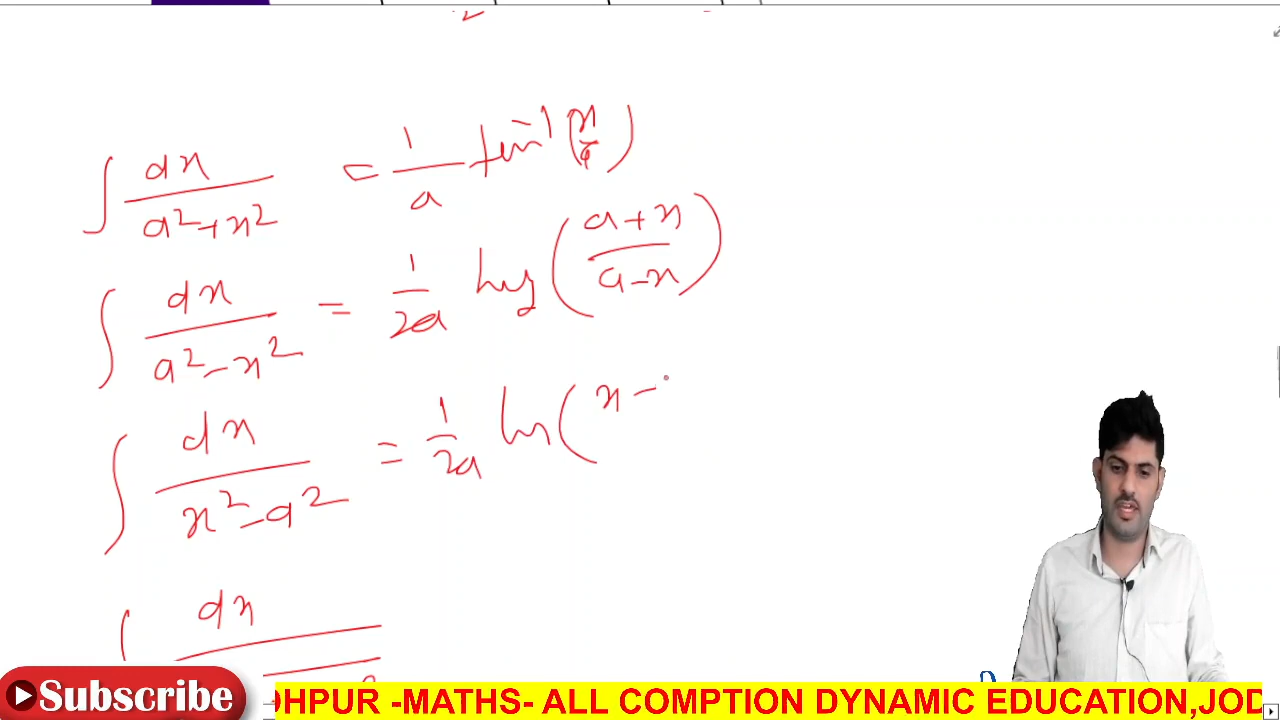 ∫ dx / (a² + x²) = 1/a tan⁻¹ (x/a)
∫ dx / (a² − x²) = 1/2a log ( (a + x) / (a − x) )
∫ dx / (x² − a²) = 1/2a ln ( x −
∫ dx
Subscribe
DHPUR -MATHS- ALL COMPTION DYNAMIC EDUCATION,JOD